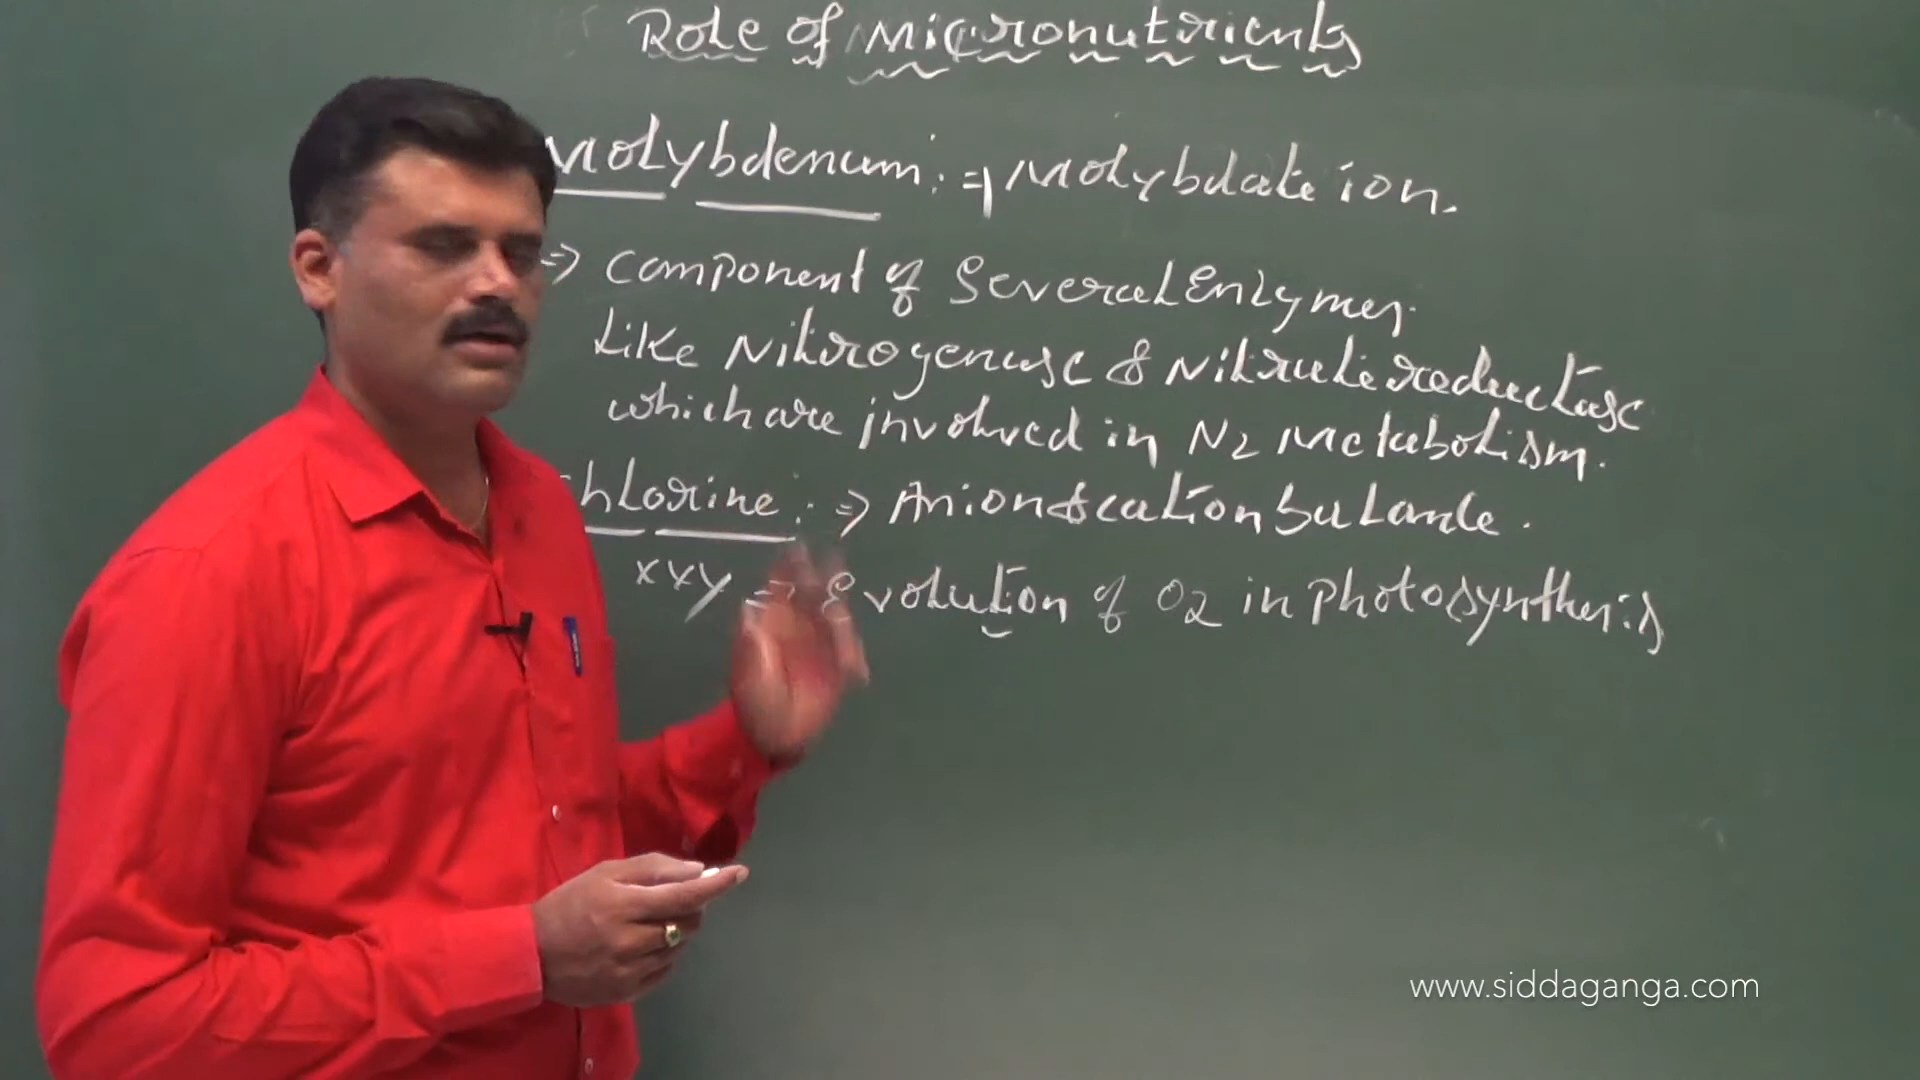 Role of Micronutrients
Molybdenum: ⇒ Molybdate ion.
⇒ Component of Several Enzymes.
Like Nitrogenase & Nitrate reductase
which are involved in N2 Metabolism.
Chlorine: ⇒ Anion & cation balance.
xxy ⇒ Evolution of O2 in photosynthesis
www.siddaganga.com